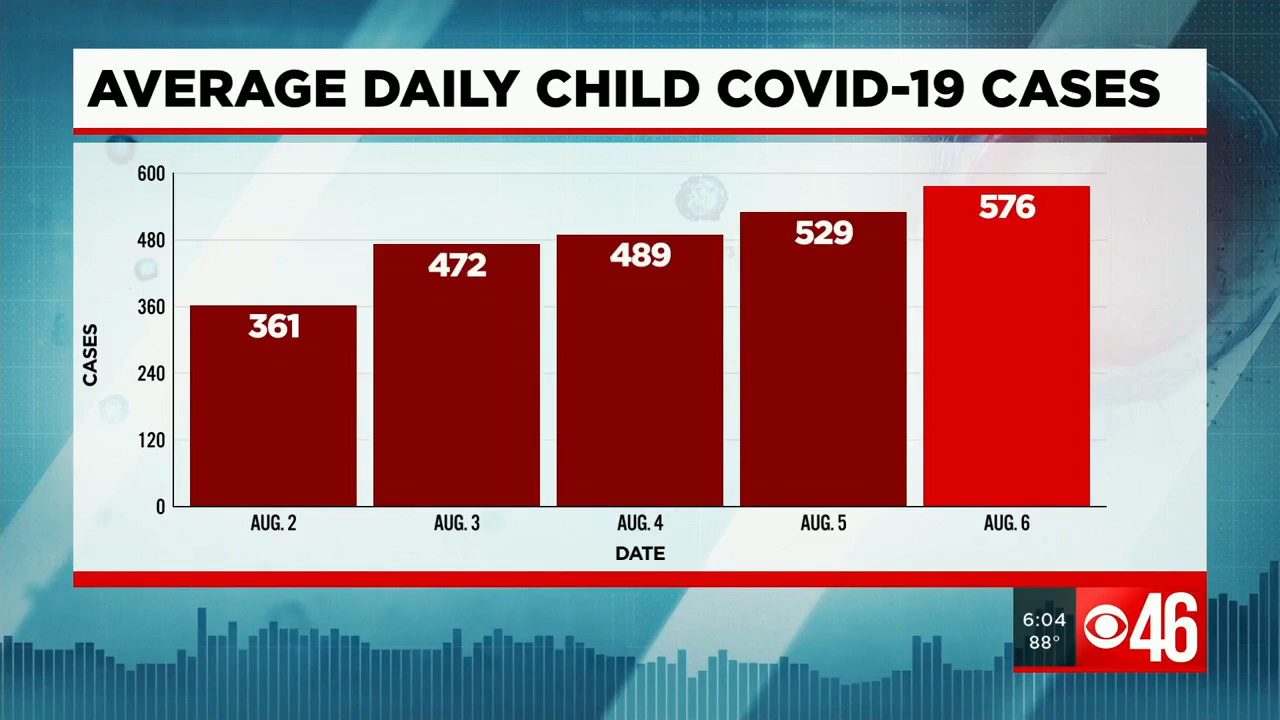 AVERAGE DAILY CHILD COVID-19 CASES
600
480
360
240
120
0
CASES
361
472
489
529
576
AUG. 2
AUG. 3
AUG. 4
AUG. 5
AUG. 6
DATE
6:04
88°
46